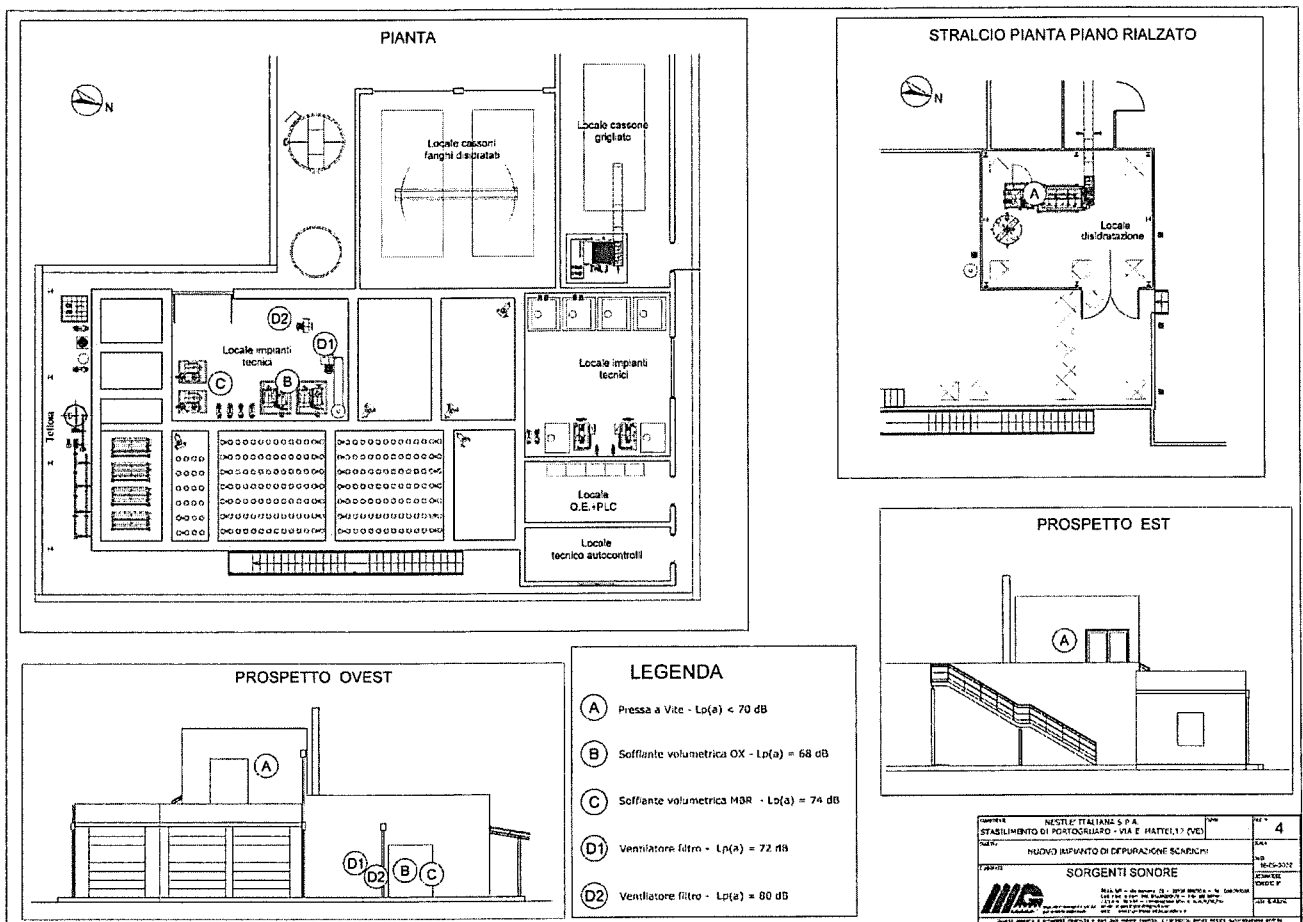 PIANTA
N
Locale cassoni
fanghi disidratati
Locale cassone
grigliato
D2
D1
Locale impianti
tecnici
C
B
Locale impianti
tecnici
Tettoia
Locale
Q.E.+PLC
Locale
tecnico autocontrolli
STRALCIO PIANTA PIANO RIALZATO
N
A
Locale
disidratazione
PROSPETTO EST
A
PROSPETTO OVEST
A
D1
D2
B
C
LEGENDA
A Pressa a Vite - Lp(a) < 70 dB
B Soffiante volumetrica OX - Lp(a) = 68 dB
C Soffiante volumetrica MBR - Lp(a) = 74 dB
D1 Ventilatore filtro - Lp(a) = 72 dB
D2 Ventilatore filtro - Lp(a) = 80 dB
NESTLE' ITALIANA S.P.A.
STABILIMENTO DI PORTOGRUARO - VIA E. MATTEI,12 (VE)
4
NUOVO IMPIANTO DI DEPURAZIONE SCARICHI
SORGENTI SONORE